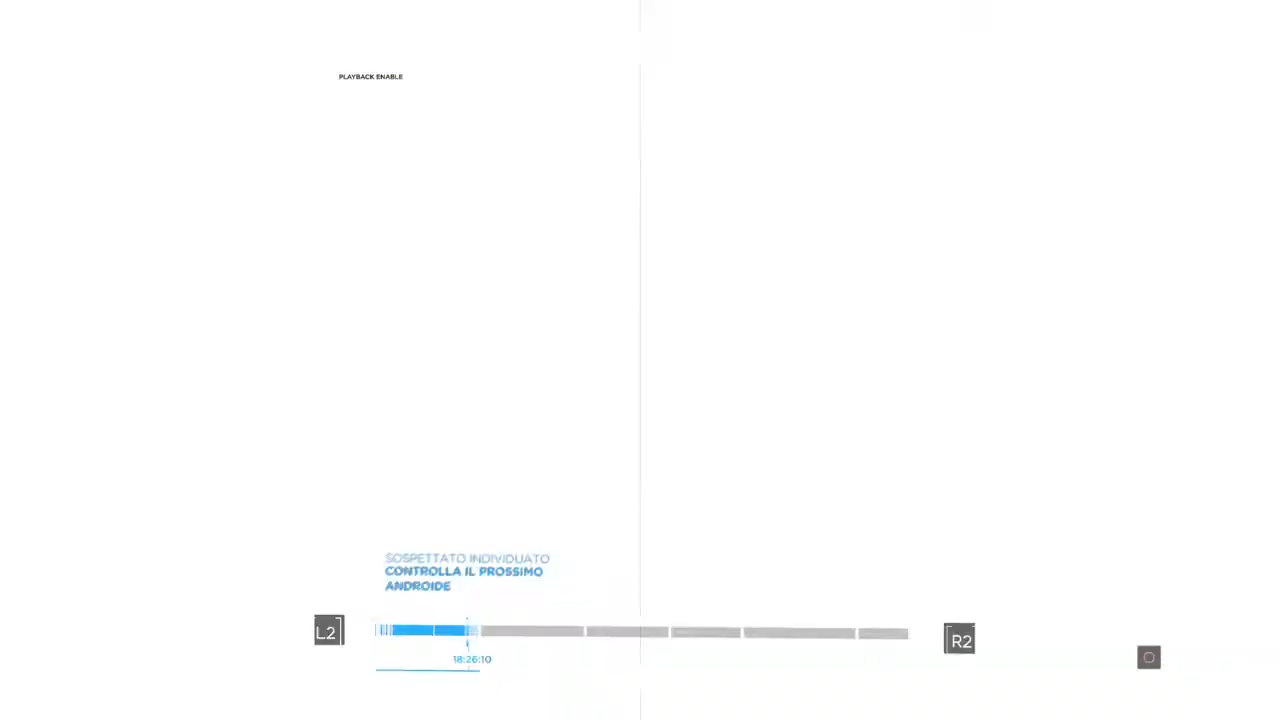 PLAYBACK ENABLE
SOSPETTATO INDIVIDUATO
CONTROLLA IL PROSSIMO
ANDROIDE
L2
R2
18:26:10